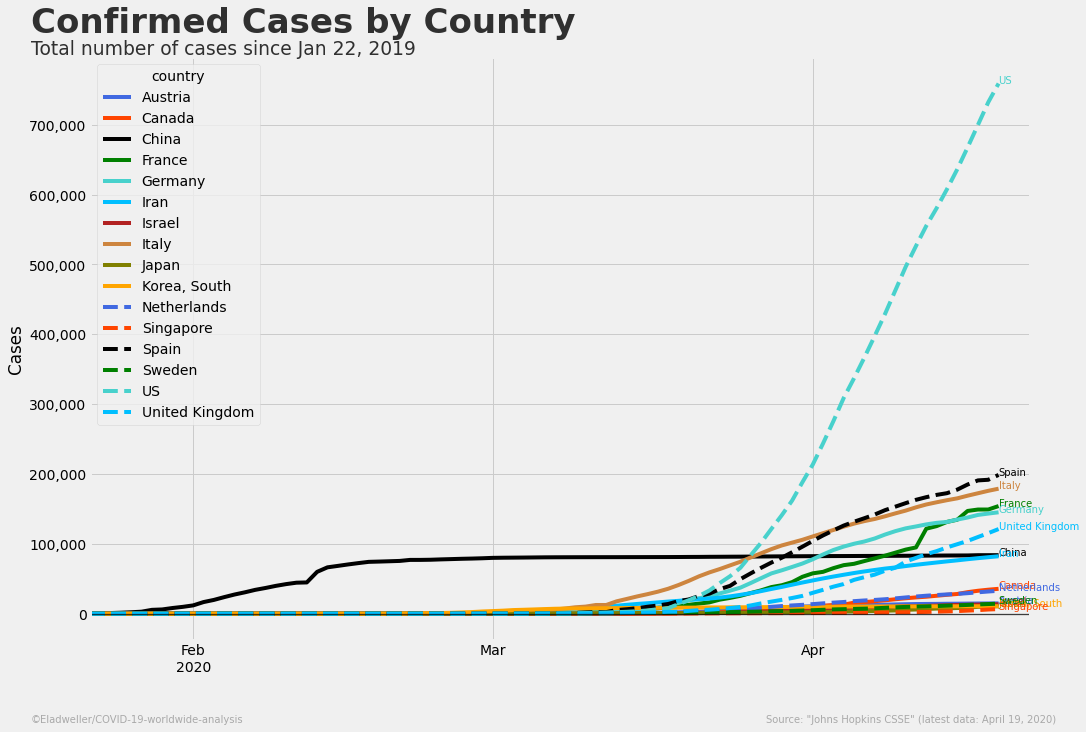 Confirmed Cases by Country
Total number of cases since Jan 22, 2019
country
Austria
Canada
China
France
Germany
Iran
Israel
Italy
Japan
Korea, South
Netherlands
Singapore
Spain
Sweden
US
United Kingdom
Cases
700,000
600,000
500,000
400,000
300,000
200,000
100,000
0
US
Spain
Italy
France
Germany
United Kingdom
China
Canada
Netherlands
Sweden
South
Singapore
Feb
2020
Mar
Apr
©Eladweller/COVID-19-worldwide-analysis
Source: "Johns Hopkins CSSE" (latest data: April 19, 2020)